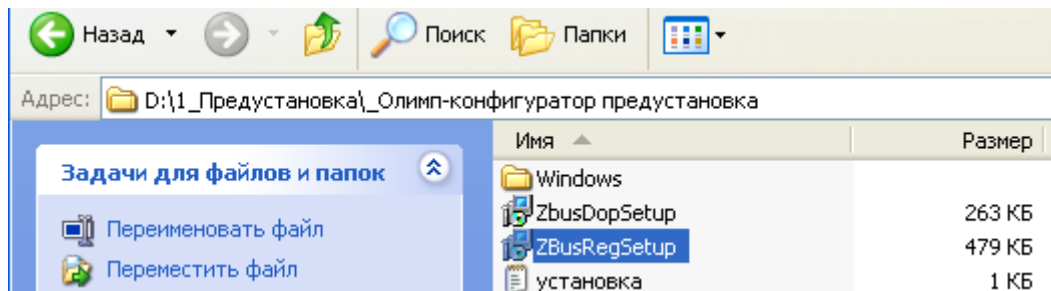 Назад Поиск Папки
Адрес: D:\1_Предустановка\_Олимп-конфигуратор предустановка
Имя Размер
Задачи для файлов и папок
Переименовать файл
Переместить файл
Windows
ZbusDopSetup 263 КБ
ZBusRegSetup 479 КБ
установка 1 КБ